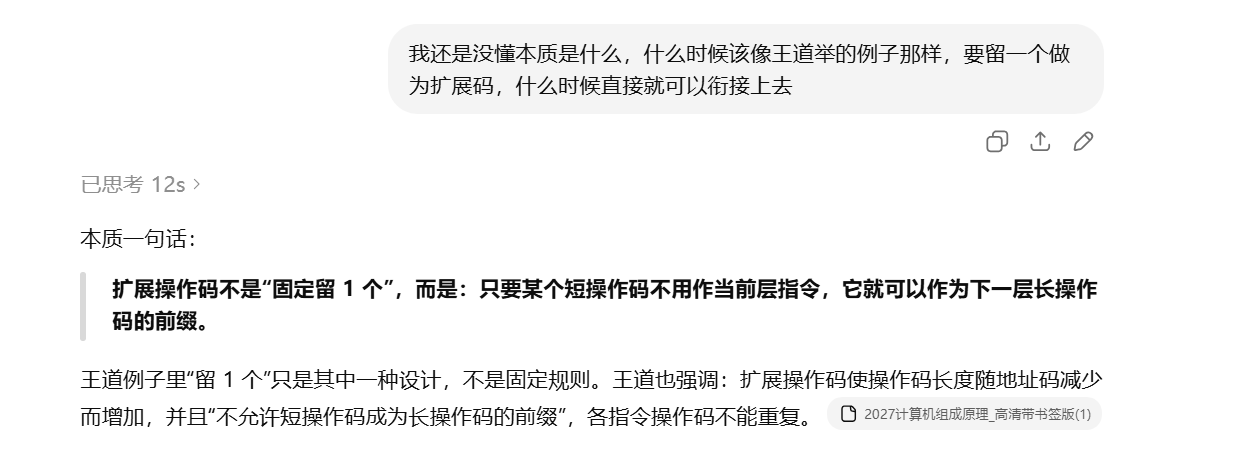 我还是没懂本质是什么，什么时候该像王道举的例子那样，要留一个做
为扩展码，什么时候直接就可以衔接上去
已思考 12s >
本质一句话：
扩展操作码不是“固定留 1 个”，而是：只要某个短操作码不用作当前层指令，它就可以作为下一层长操作
码的前缀。
王道例子里“留 1 个”只是其中一种设计，不是固定规则。王道也强调：扩展操作码使操作码长度随地址码减少
而增加，并且“不允许短操作码成为长操作码的前缀”，各指令操作码不能重复。 2027计算机组成原理_高清带书签版(1)